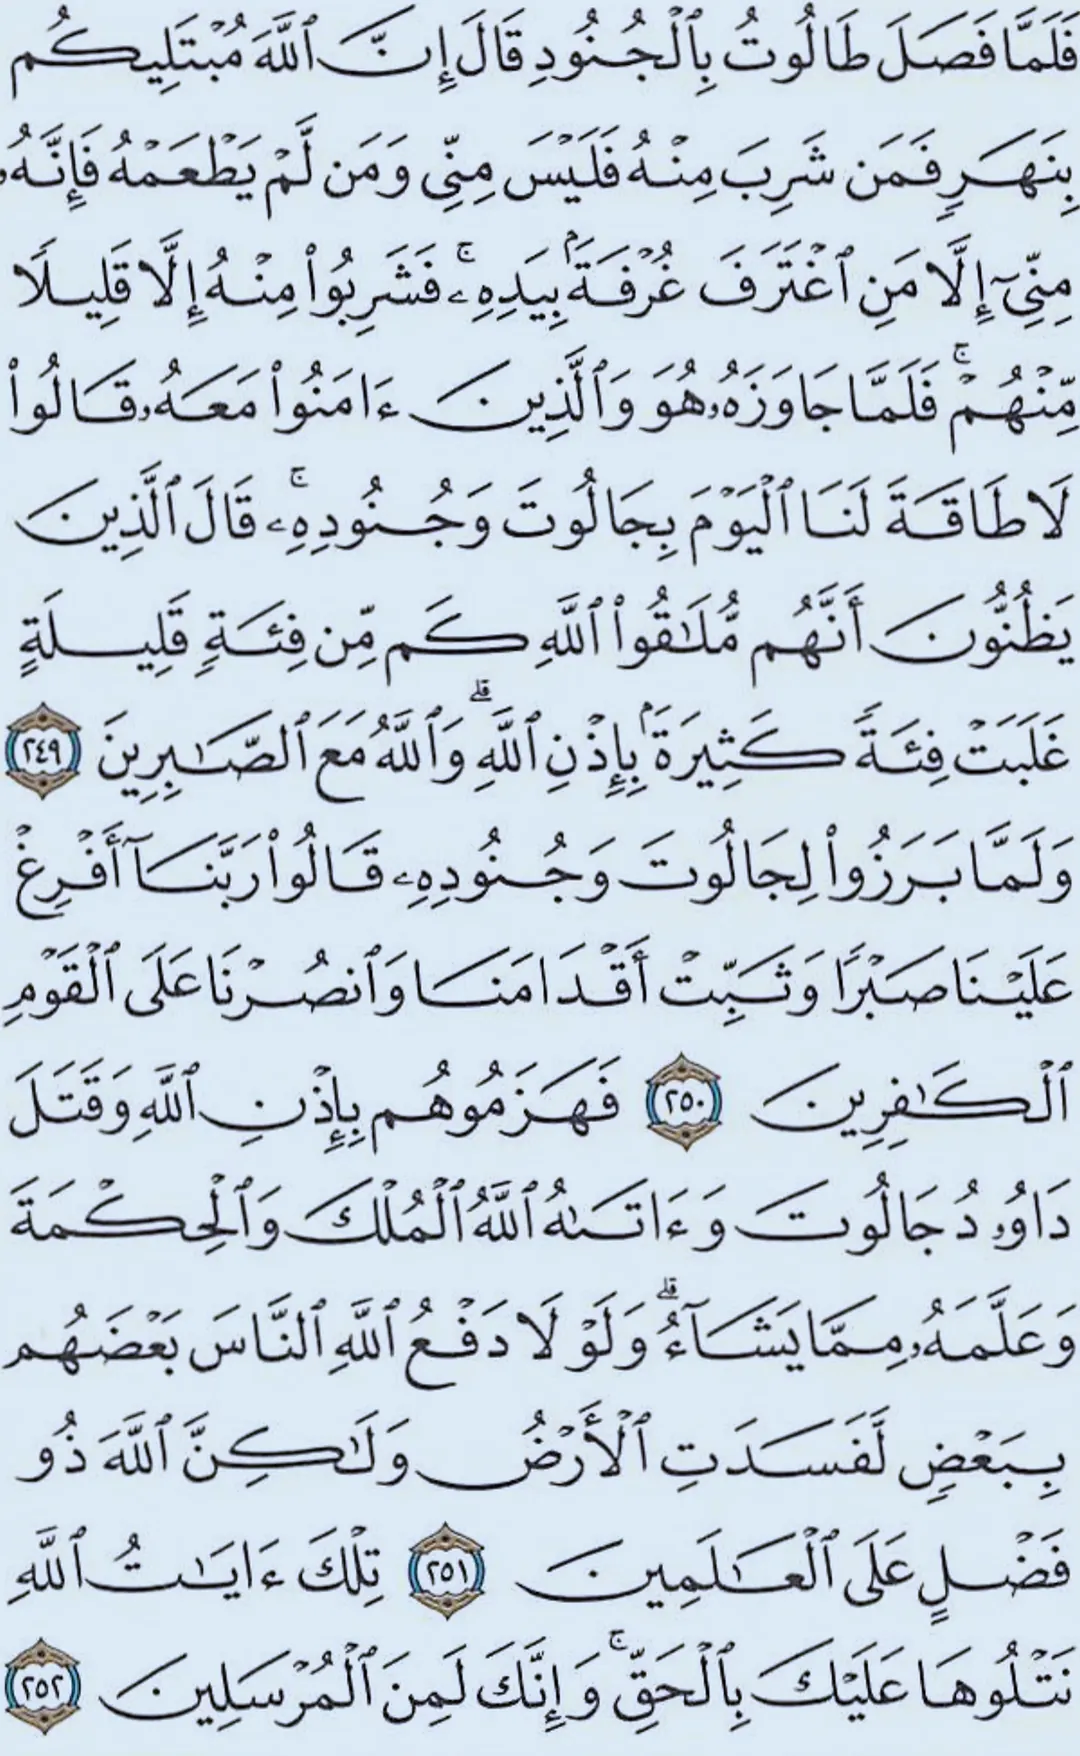 فَلَمَّا فَصَلَ طَالُوتُ بِٱلْجُنُودِ قَالَ إِنَّ ٱللَّهَ مُبْتَلِيكُم
بِنَهَرٍ فَمَن شَرِبَ مِنْهُ فَلَيْسَ مِنِّي وَمَن لَّمْ يَطْعَمْهُ فَإِنَّهُۥ
مِنِّيٓ إِلَّا مَنِ ٱغْتَرَفَ غُرْفَةَۢ بِيَدِهِۦۚ فَشَرِبُوا۟ مِنْهُ إِلَّا قَلِيلًا
مِّنْهُمْۚ فَلَمَّا جَاوَزَهُۥ هُوَ وَٱلَّذِينَ ءَامَنُوا۟ مَعَهُۥ قَالُوا۟
لَا طَاقَةَ لَنَا ٱلْيَوْمَ بِجَالُوتَ وَجُنُودِهِۦۚ قَالَ ٱلَّذِينَ
يَظُنُّونَ أَنَّهُم مُّلَـٰقُوا۟ ٱللَّهِ كَم مِّن فِئَةٍ قَلِيلَةٍ
غَلَبَتْ فِئَةً كَثِيرَةَۢ بِإِذْنِ ٱللَّهِۗ وَٱللَّهُ مَعَ ٱلصَّـٰبِرِينَ ٢٤٩
وَلَمَّا بَرَزُوا۟ لِجَالُوتَ وَجُنُودِهِۦ قَالُوا۟ رَبَّنَآ أَفْرِغْ
عَلَيْنَا صَبْرًا وَثَبِّتْ أَقْدَامَنَا وَٱنصُرْنَا عَلَى ٱلْقَوْمِ
ٱلْكَـٰفِرِينَ ٢٥٠ فَهَزَمُوهُم بِإِذْنِ ٱللَّهِ وَقَتَلَ
دَاوُۥدُ جَالُوتَ وَءَاتَىٰهُ ٱللَّهُ ٱلْمُلْكَ وَٱلْحِكْمَةَ
وَعَلَّمَهُۥ مِمَّا يَشَآءُۗ وَلَوْلَا دَفْعُ ٱللَّهِ ٱلنَّاسَ بَعْضَهُم
بِبَعْضٍ لَّفَسَدَتِ ٱلْأَرْضُ وَلَـٰكِنَّ ٱللَّهَ ذُو
فَضْلٍ عَلَى ٱلْعَـٰلَمِينَ ٢٥١ تِلْكَ ءَايَـٰتُ ٱللَّهِ
نَتْلُوهَا عَلَيْكَ بِٱلْحَقِّۚ وَإِنَّكَ لَمِنَ ٱلْمُرْسَلِينَ ٢٥٢